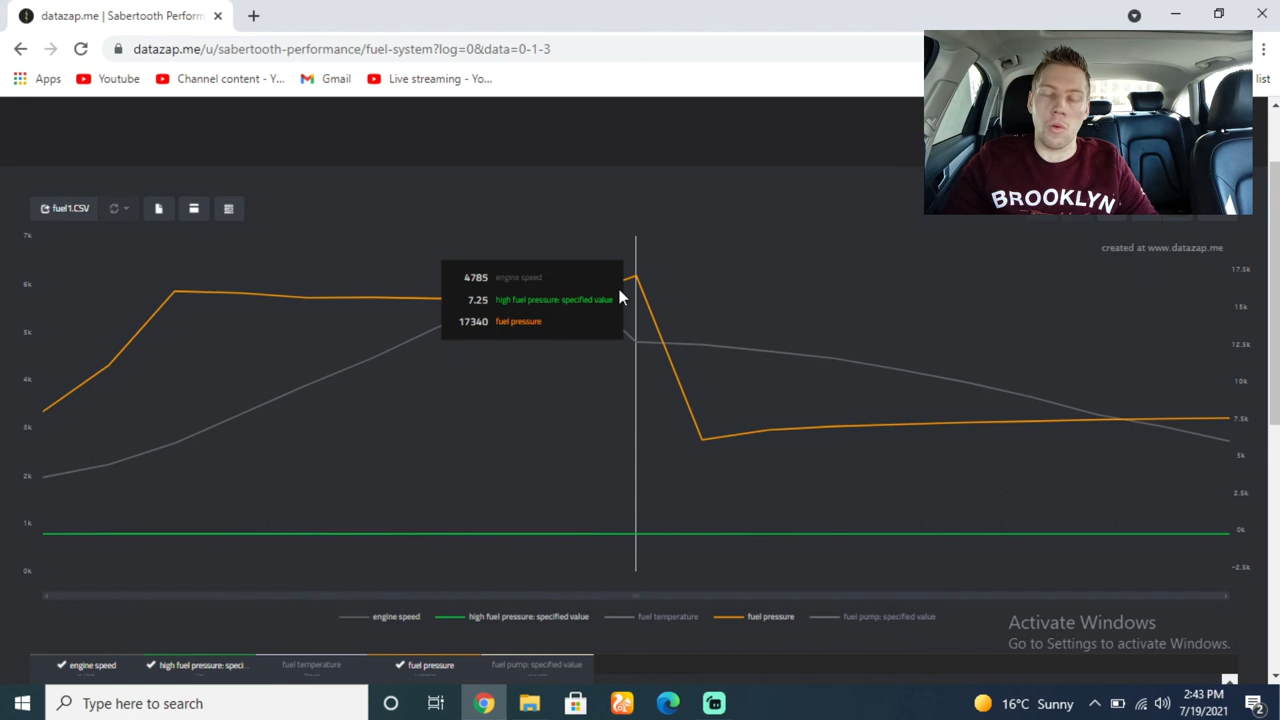 datazap.me | Sabertooth Perform
datazap.me/u/sabertooth-performance/fuel-system?log=0&data=0-1-3
Apps
Youtube
Channel content - Y...
Gmail
Live streaming - Yo...
list
BROOKLYN
fuel1.CSV
created at www.datazap.me
7k
6k
5k
4k
3k
2k
1k
0k
17.5k
15k
12.5k
10k
7.5k
5k
2.5k
0k
-2.5k
4785 engine speed
7.25 high fuel pressure: specified value
17340 fuel pressure
engine speed
high fuel pressure: specified value
fuel temperature
fuel pressure
fuel pump: specified value
Activate Windows
Go to Settings to activate Windows.
engine speed
high fuel pressure: speci...
fuel temperature
fuel pressure
fuel pump: specified value
Type here to search
16°C Sunny
2:43 PM
7/19/2021
2